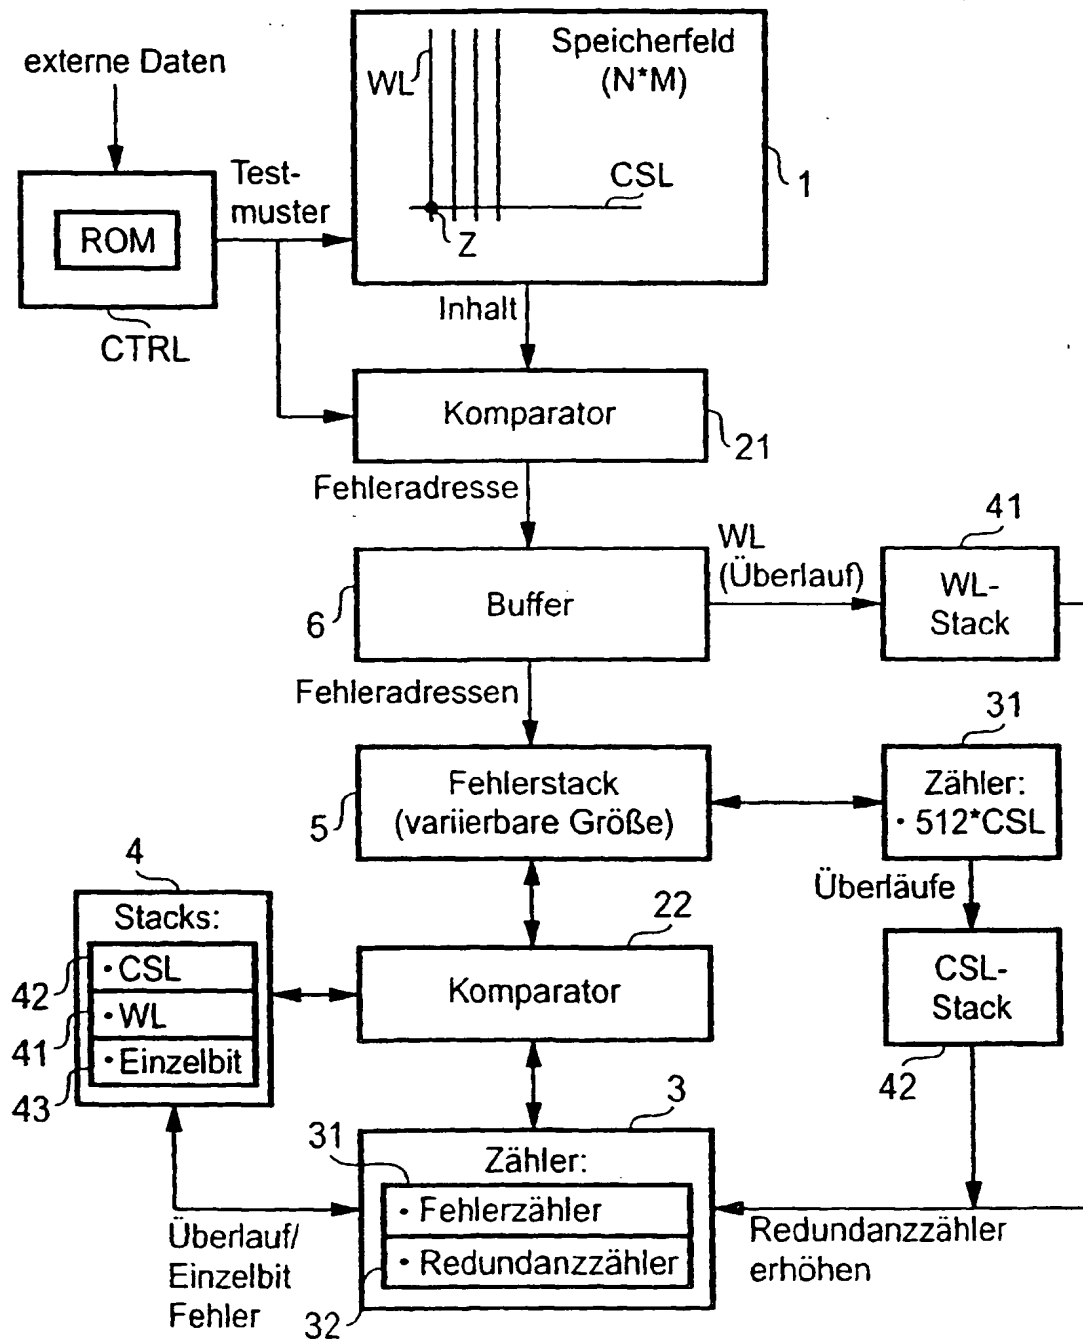 externe Daten
WL
Speicherfeld
(N*M)
1
CSL
Z
Test-
muster
ROM
CTRL
Inhalt
Komparator
21
Fehleradresse
WL
(Überlauf)
41
WL-
Stack
Buffer
6
Fehleradressen
31
Fehlerstack
(variierbare Größe)
5
Zähler:
· 512*CSL
4
Überläufe
Stacks:
22
42
• CSL
Komparator
CSL-
Stack
41
• WL
43
• Einzelbit
42
3
31
Zähler:
• Fehlerzähler
Überlauf/
Einzelbit
Fehler
• Redundanzzähler
32
Redundanzzähler
erhöhen